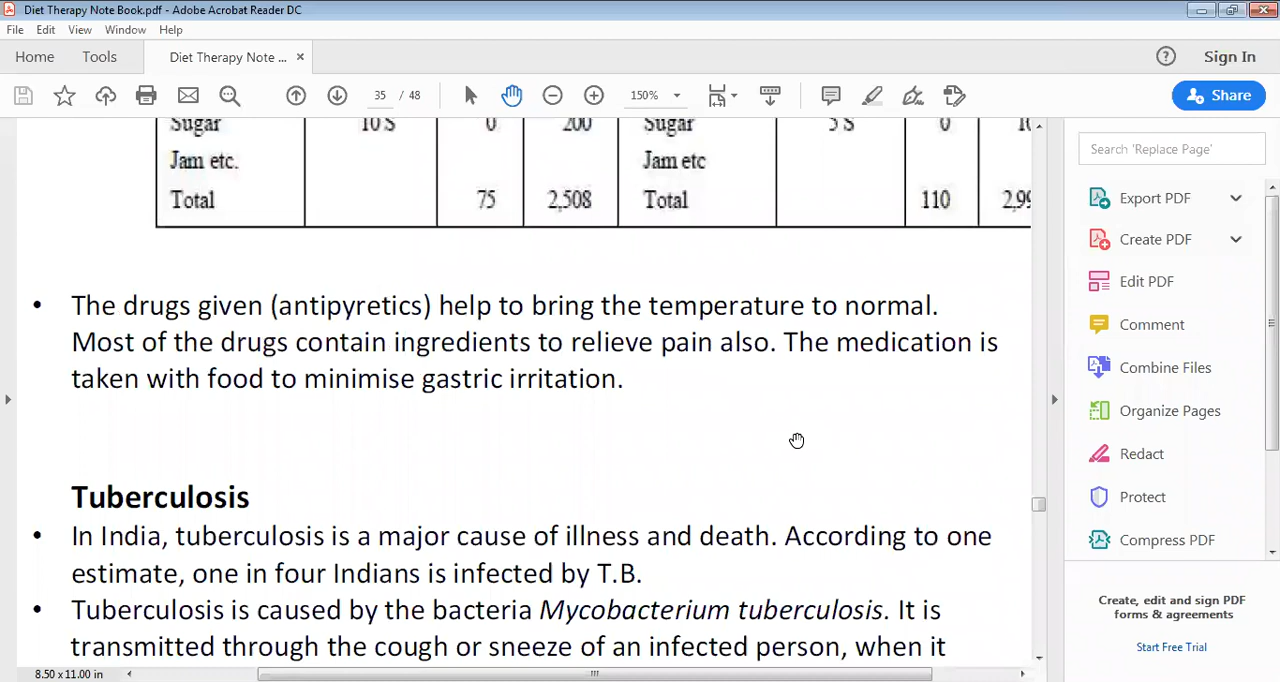 Diet Therapy Note Book.pdf - Adobe Acrobat Reader DC
File Edit View Window Help
Home Tools Diet Therapy Note ... × Sign In
35 / 48 150% Share
Sugar 10 S 0 200 Sugar 5 S 0
Jam etc. Jam etc
Total 75 2,508 Total 110
• The drugs given (antipyretics) help to bring the temperature to normal.
Most of the drugs contain ingredients to relieve pain also. The medication is
taken with food to minimise gastric irritation.
Tuberculosis
• In India, tuberculosis is a major cause of illness and death. According to one
estimate, one in four Indians is infected by T.B.
• Tuberculosis is caused by the bacteria Mycobacterium tuberculosis. It is
transmitted through the cough or sneeze of an infected person, when it
8.50 x 11.00 in
Search 'Replace Page'
Export PDF
Create PDF
Edit PDF
Comment
Combine Files
Organize Pages
Redact
Protect
Compress PDF
Create, edit and sign PDF
forms & agreements
Start Free Trial